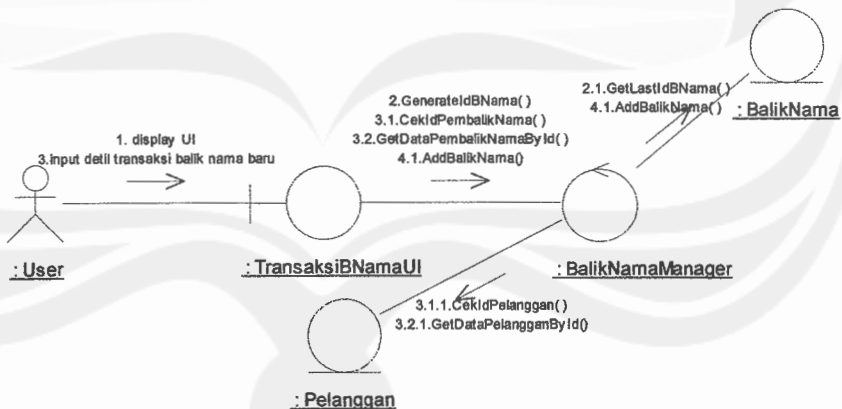 2.1.GetLastIdBNama( )
4.1.AddBalikNama( )
: BalikNama
2.GenerateIdBNama( )
3.1.CekIdPembalikNama( )
3.2.GetDataPembalikNamaById( )
4.1.AddBalikNama()
1. display UI
3.input detil transaksi balik nama baru
: User
: TransaksiBNamaUI
: BalikNamaManager
3.1.1.CekIdPelanggan( )
3.2.1.GetDataPelangganById()
: Pelanggan